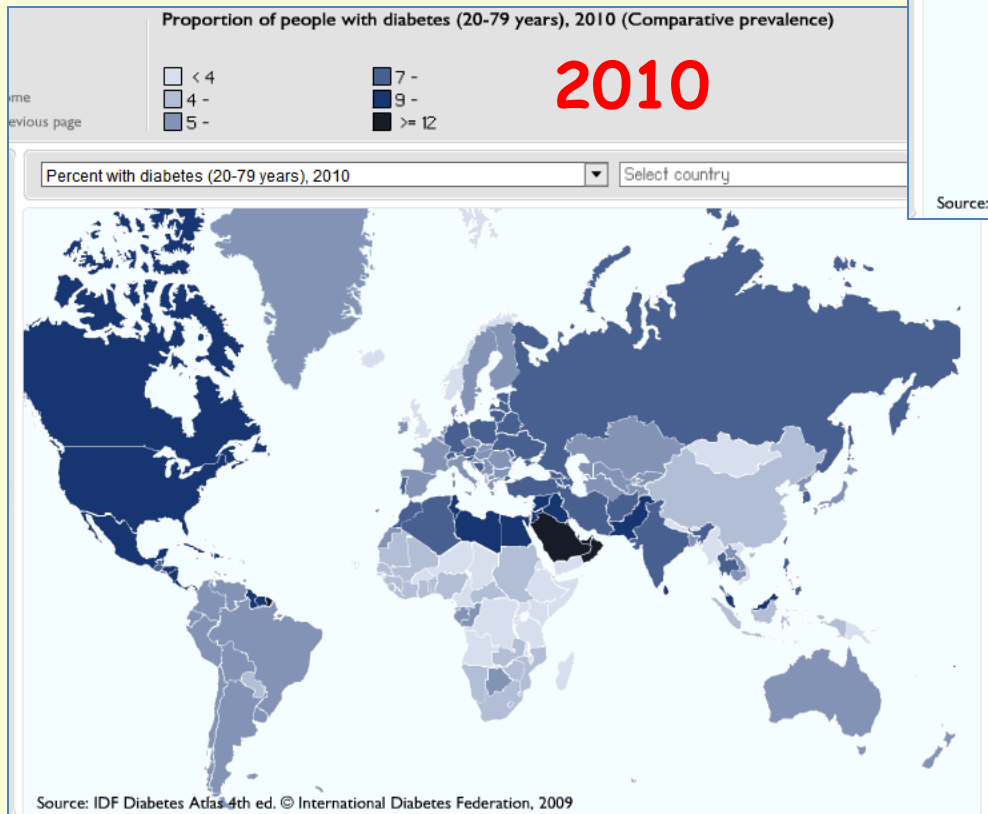 Proportion of people with diabetes (20-79 years), 2010 (Comparative prevalence)
< 4
4 -
5 -
7 -
9 -
>= 12
2010
ome
evious page
Percent with diabetes (20-79 years), 2010
Select country
Source:
Source: IDF Diabetes Atlas 4th ed. © International Diabetes Federation, 2009